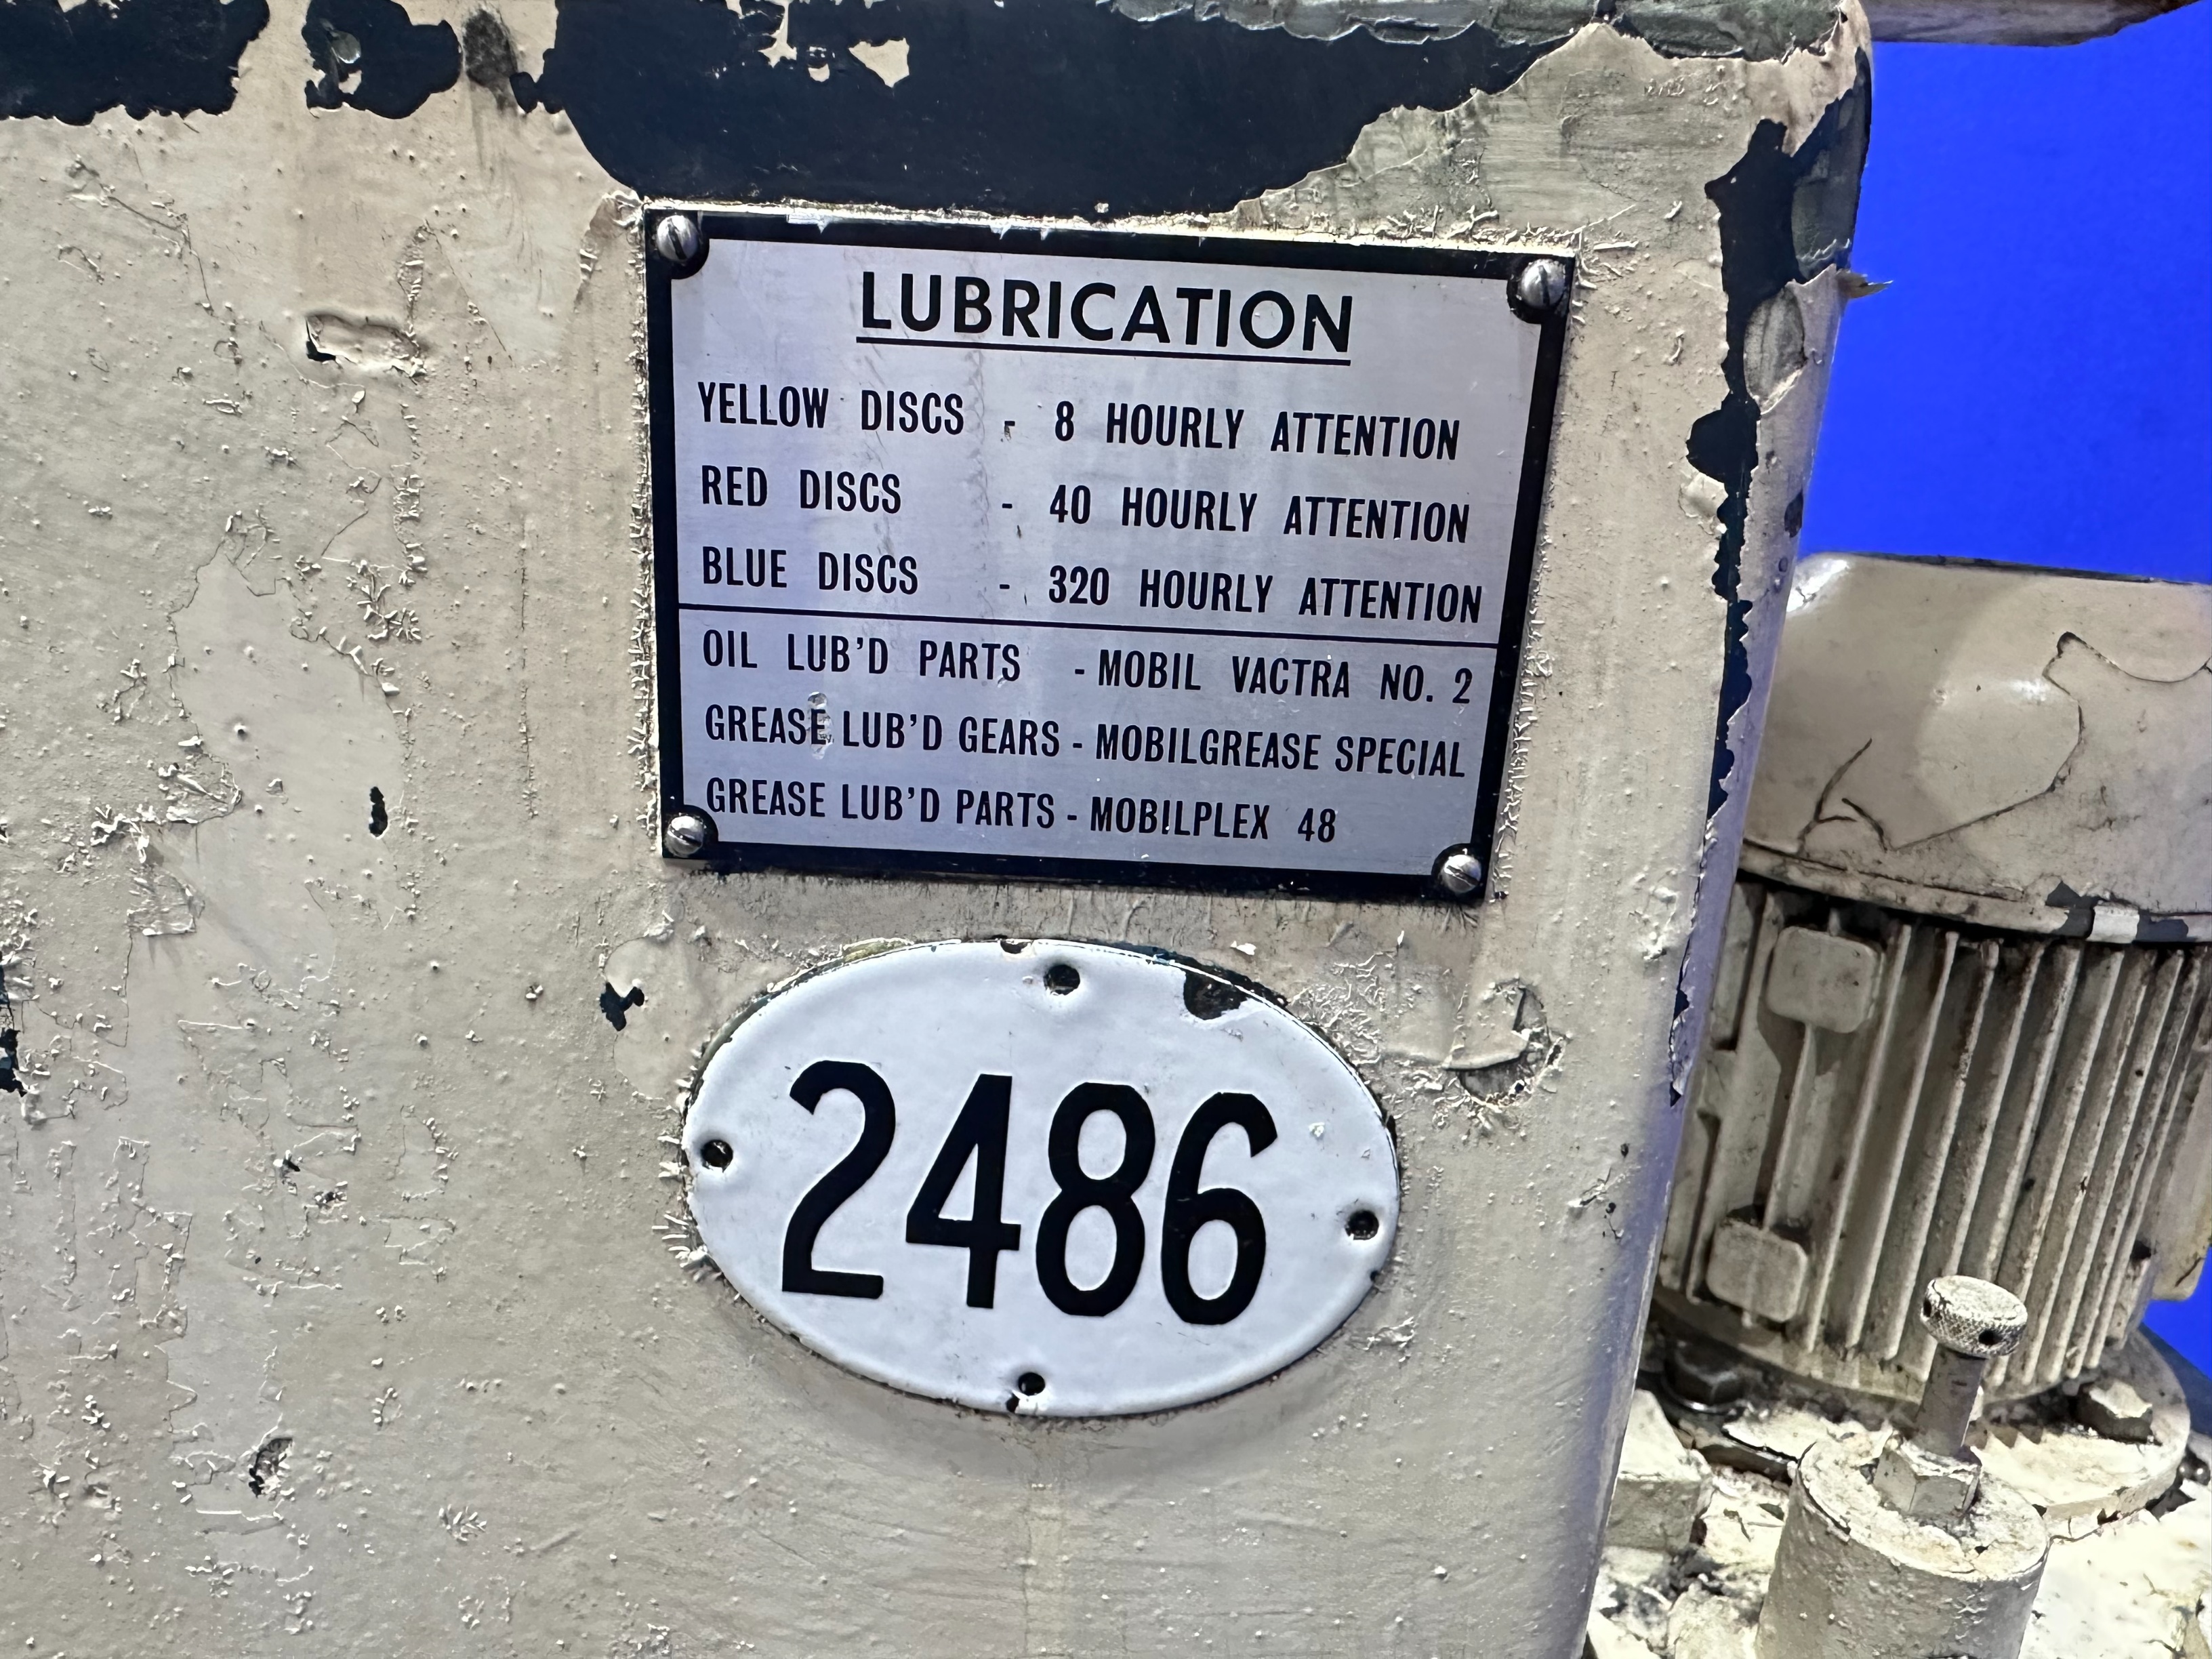 LUBRICATION
YELLOW DISCS - 8 HOURLY ATTENTION
RED DISCS - 40 HOURLY ATTENTION
BLUE DISCS - 320 HOURLY ATTENTION
OIL LUB'D PARTS - MOBIL VACTRA NO. 2
GREASE LUB'D GEARS - MOBILGREASE SPECIAL
GREASE LUB'D PARTS - MOBILPLEX 48
2486